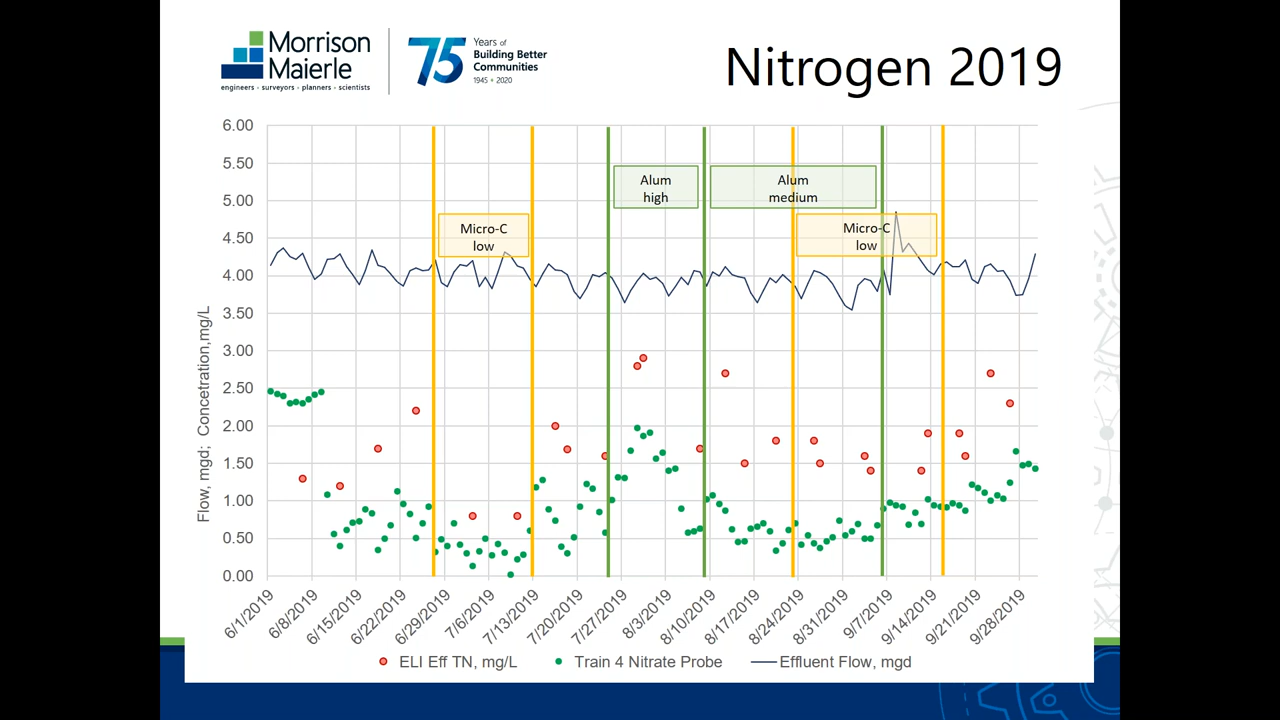 Morrison
Maierle
engineers · surveyors · planners · scientists
75
Years of
Building Better
Communities
1945 • 2020
Nitrogen 2019
6.00
5.50
5.00
4.50
4.00
3.50
3.00
2.50
2.00
1.50
1.00
0.50
0.00
Flow, mgd; Concetration,mg/L
Alum
high
Alum
medium
Micro-C
low
Micro-C
low
6/1/2019
6/8/2019
6/15/2019
6/22/2019
6/29/2019
7/6/2019
7/13/2019
7/20/2019
7/27/2019
8/3/2019
8/10/2019
8/17/2019
8/24/2019
8/31/2019
9/7/2019
9/14/2019
9/21/2019
9/28/2019
ELI Eff TN, mg/L
Train 4 Nitrate Probe
Effluent Flow, mgd